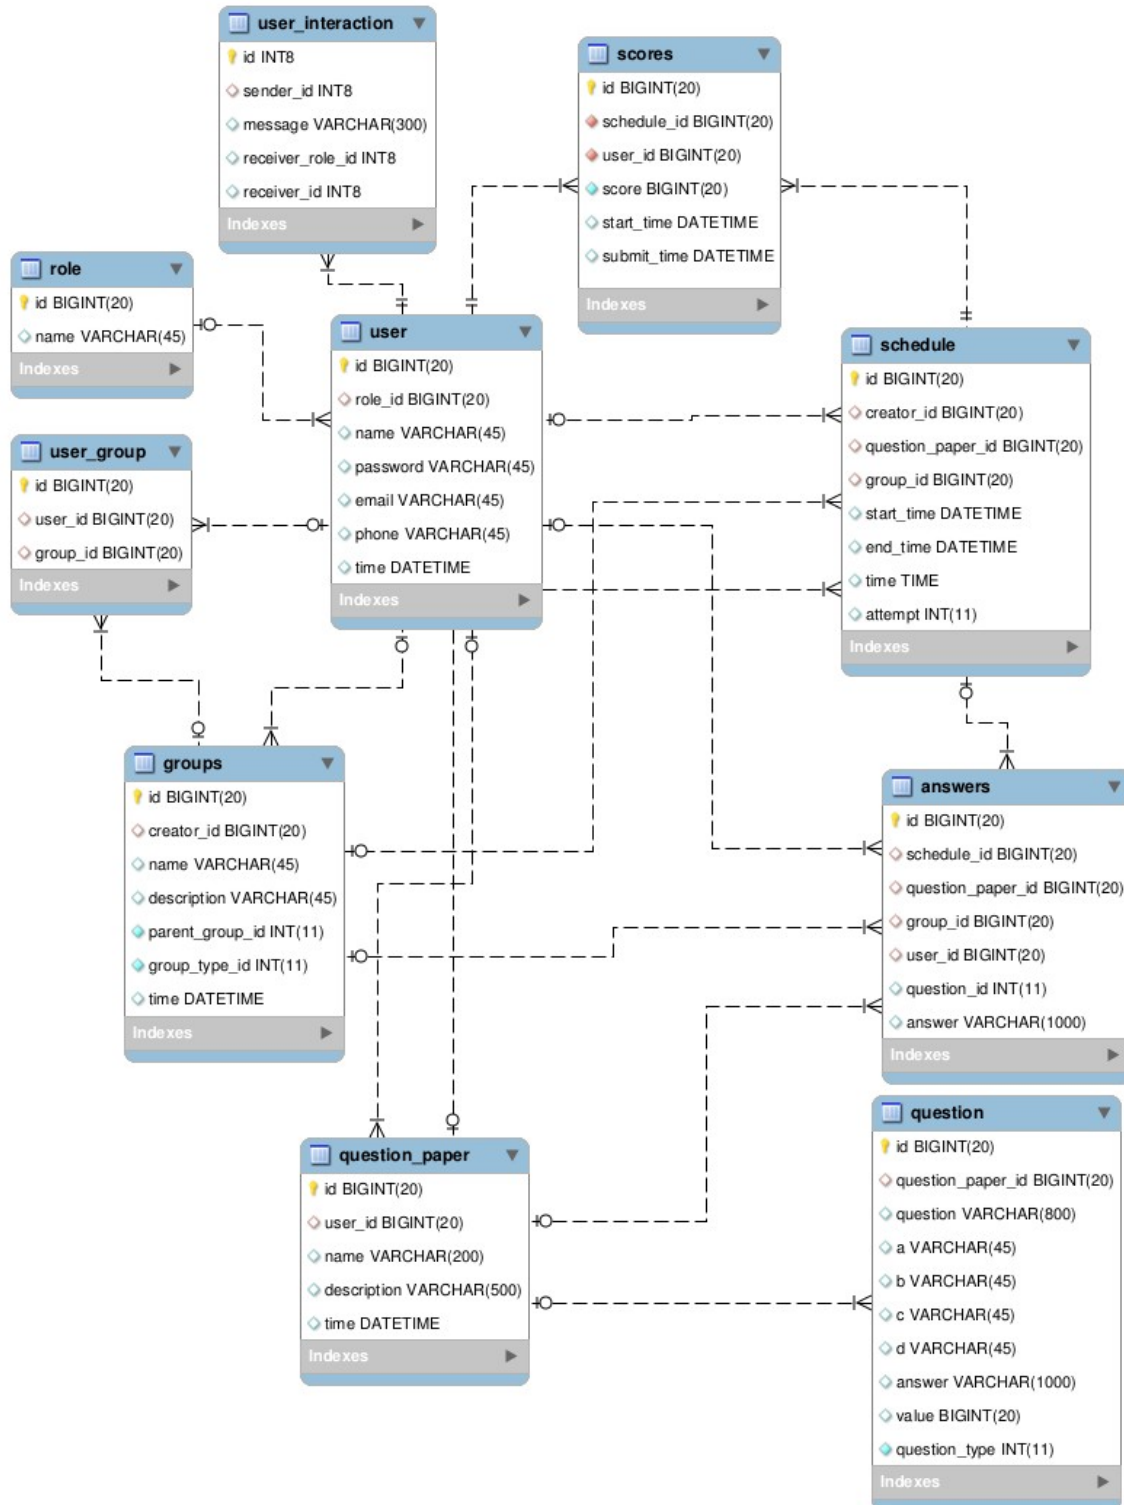 user_interaction
id INT8
sender_id INT8
message VARCHAR(300)
receiver_role_id INT8
receiver_id INT8
Indexes
scores
id BIGINT(20)
schedule_id BIGINT(20)
user_id BIGINT(20)
score BIGINT(20)
start_time DATETIME
submit_time DATETIME
Indexes
role
id BIGINT(20)
name VARCHAR(45)
Indexes
user
id BIGINT(20)
role_id BIGINT(20)
name VARCHAR(45)
password VARCHAR(45)
email VARCHAR(45)
phone VARCHAR(45)
time DATETIME
Indexes
schedule
id BIGINT(20)
creator_id BIGINT(20)
question_paper_id BIGINT(20)
group_id BIGINT(20)
start_time DATETIME
end_time DATETIME
time TIME
attempt INT(11)
Indexes
user_group
id BIGINT(20)
user_id BIGINT(20)
group_id BIGINT(20)
Indexes
groups
id BIGINT(20)
creator_id BIGINT(20)
name VARCHAR(45)
description VARCHAR(45)
parent_group_id INT(11)
group_type_id INT(11)
time DATETIME
Indexes
answers
id BIGINT(20)
schedule_id BIGINT(20)
question_paper_id BIGINT(20)
group_id BIGINT(20)
user_id BIGINT(20)
question_id INT(11)
answer VARCHAR(1000)
Indexes
question_paper
id BIGINT(20)
user_id BIGINT(20)
name VARCHAR(200)
description VARCHAR(500)
time DATETIME
Indexes
question
id BIGINT(20)
question_paper_id BIGINT(20)
question VARCHAR(800)
a VARCHAR(45)
b VARCHAR(45)
c VARCHAR(45)
d VARCHAR(45)
answer VARCHAR(1000)
value BIGINT(20)
question_type INT(11)
Indexes